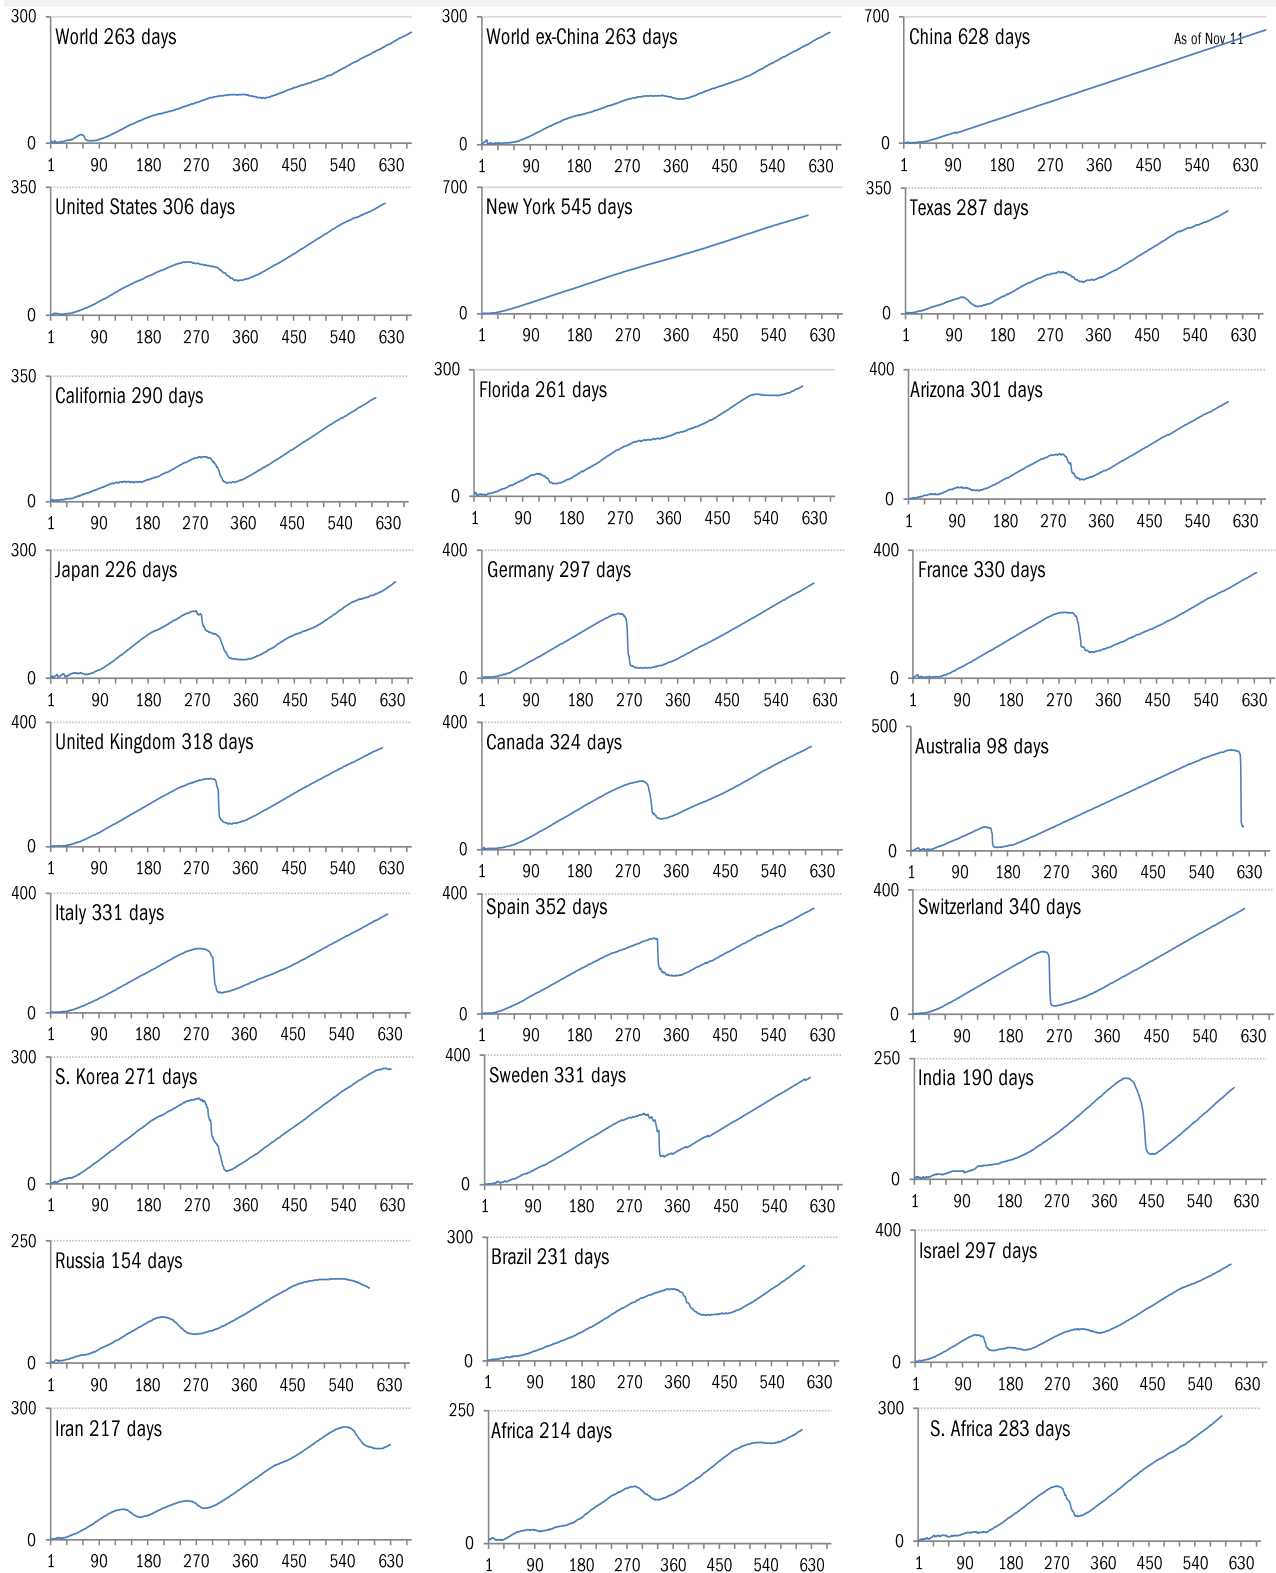 300
World 263 days
0
1 90 180 270 360 450 540 630
300
World ex-China 263 days
0
1 90 180 270 360 450 540 630
700
China 628 days
As of Nov 11
0
1 90 180 270 360 450 540 630
350
United States 306 days
0
1 90 180 270 360 450 540 630
700
New York 545 days
0
1 90 180 270 360 450 540 630
350
Texas 287 days
0
1 90 180 270 360 450 540 630
350
California 290 days
0
1 90 180 270 360 450 540 630
300
Florida 261 days
0
1 90 180 270 360 450 540 630
400
Arizona 301 days
0
1 90 180 270 360 450 540 630
300
Japan 226 days
0
1 90 180 270 360 450 540 630
400
Germany 297 days
0
1 90 180 270 360 450 540 630
400
France 330 days
0
1 90 180 270 360 450 540 630
400
United Kingdom 318 days
0
1 90 180 270 360 450 540 630
400
Canada 324 days
0
1 90 180 270 360 450 540 630
500
Australia 98 days
0
1 90 180 270 360 450 540 630
400
Italy 331 days
0
1 90 180 270 360 450 540 630
400
Spain 352 days
0
1 90 180 270 360 450 540 630
400
Switzerland 340 days
0
1 90 180 270 360 450 540 630
300
S. Korea 271 days
0
1 90 180 270 360 450 540 630
400
Sweden 331 days
0
1 90 180 270 360 450 540 630
250
India 190 days
0
1 90 180 270 360 450 540 630
250
Russia 154 days
0
1 90 180 270 360 450 540 630
300
Brazil 231 days
0
1 90 180 270 360 450 540 630
400
Israel 297 days
0
1 90 180 270 360 450 540 630
300
Iran 217 days
0
1 90 180 270 360 450 540 630
250
Africa 214 days
0
1 90 180 270 360 450 540 630
300
S. Africa 283 days
0
1 90 180 270 360 450 540 630